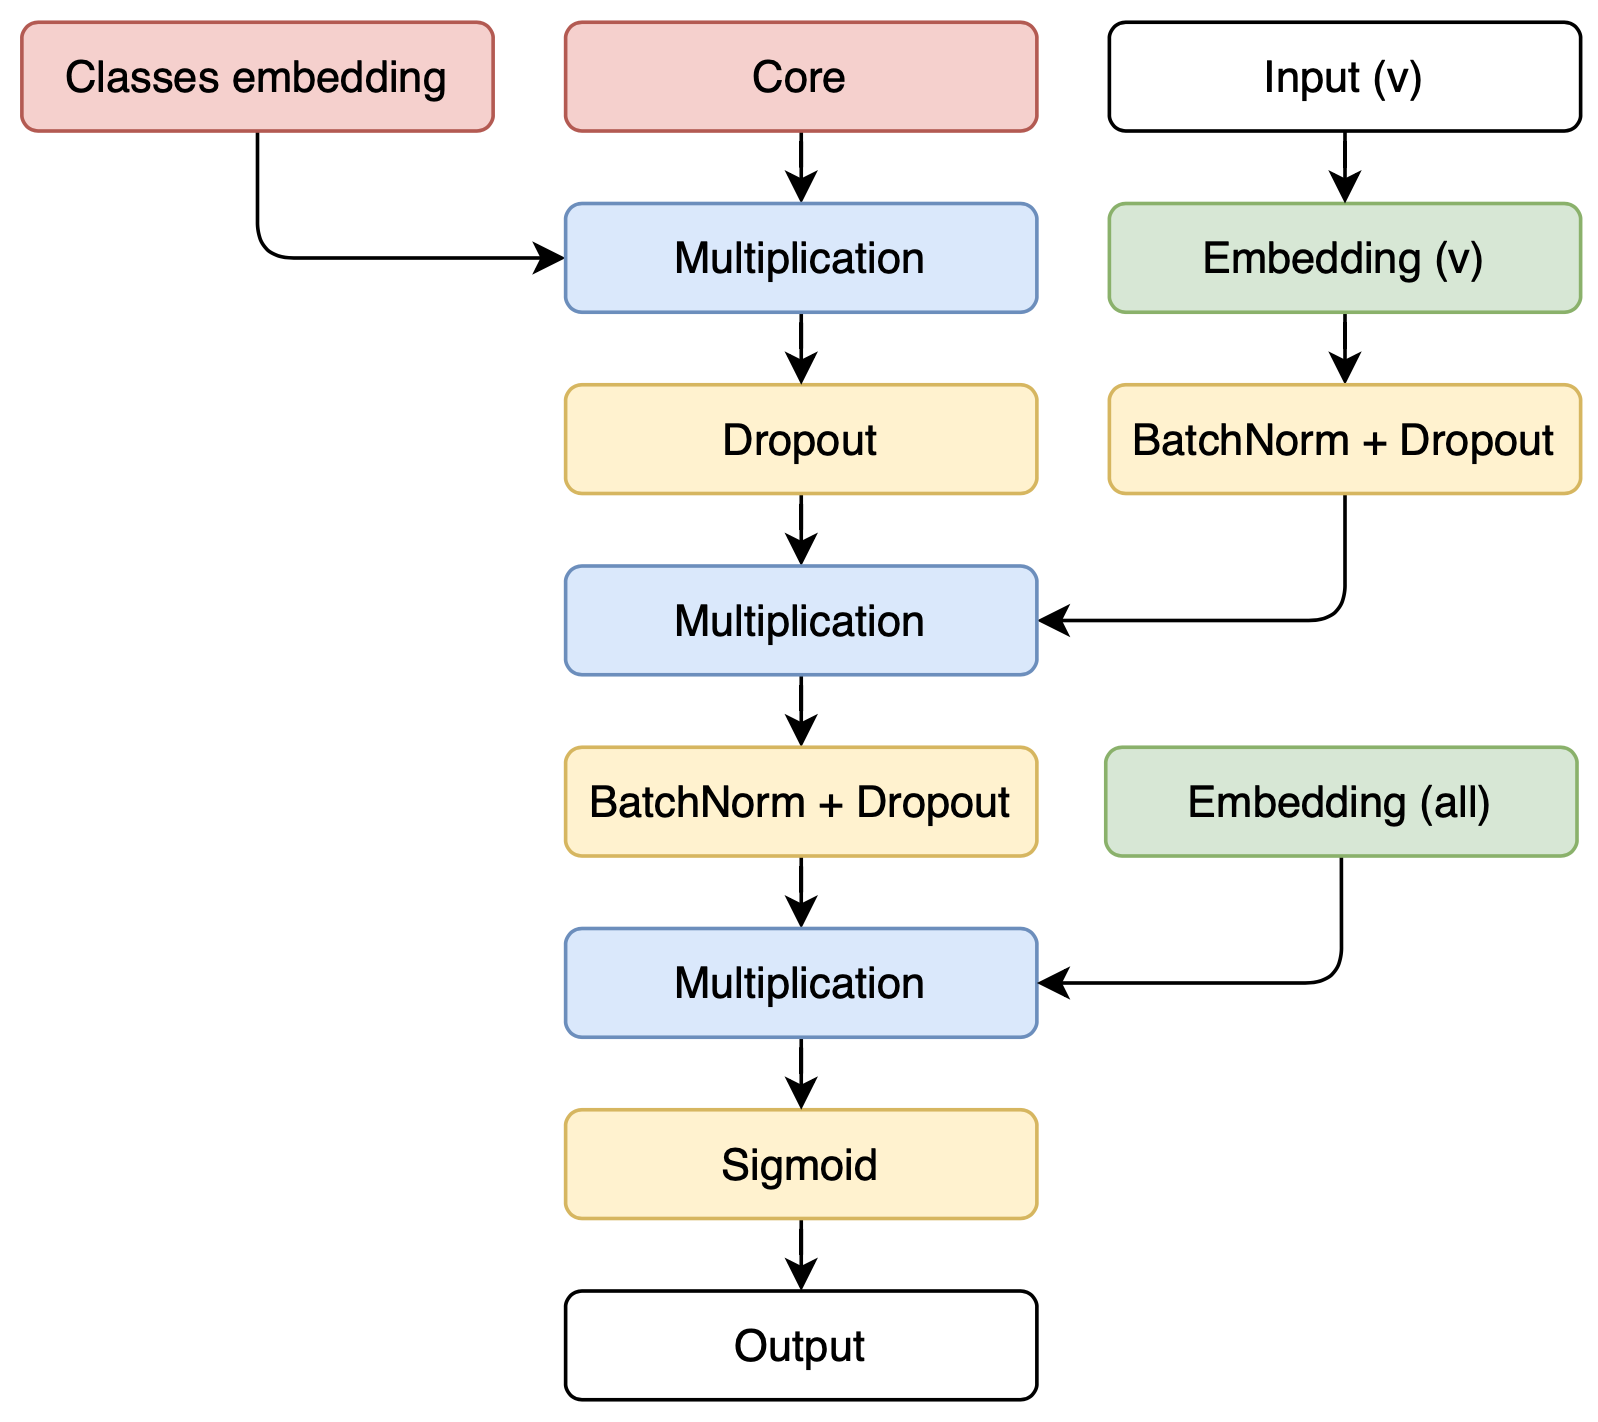 Classes embedding
Core
Input (v)
Multiplication
Embedding (v)
Dropout
BatchNorm + Dropout
Multiplication
BatchNorm + Dropout
Embedding (all)
Multiplication
Sigmoid
Output